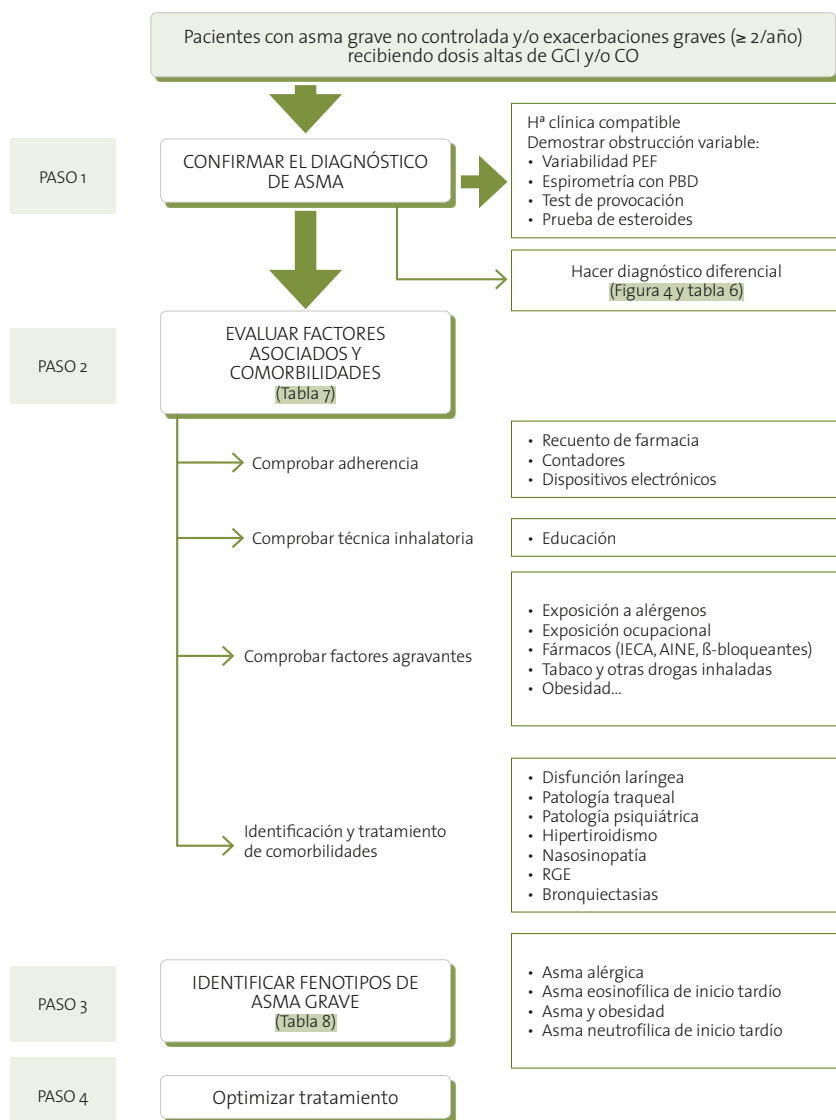 Pacientes con asma grave no controlada y/o exacerbaciones graves (≥ 2/año)
recibiendo dosis altas de GCI y/o CO
PASO 1
CONFIRMAR EL DIAGNÓSTICO
DE ASMA
Hª clínica compatible
Demostrar obstrucción variable:
• Variabilidad PEF
• Espirometría con PBD
• Test de provocación
• Prueba de esteroides
Hacer diagnóstico diferencial
(Figura 4 y tabla 6)
PASO 2
EVALUAR FACTORES
ASOCIADOS Y
COMORBILIDADES
(Tabla 7)
Comprobar adherencia
• Recuento de farmacia
• Contadores
• Dispositivos electrónicos
Comprobar técnica inhalatoria
• Educación
Comprobar factores agravantes
• Exposición a alérgenos
• Exposición ocupacional
• Fármacos (IECA, AINE, ß-bloqueantes)
• Tabaco y otras drogas inhaladas
• Obesidad...
Identificación y tratamiento
de comorbilidades
• Disfunción laríngea
• Patología traqueal
• Patología psiquiátrica
• Hipertiroidismo
• Nasosinopatía
• RGE
• Bronquiectasias
PASO 3
IDENTIFICAR FENOTIPOS DE
ASMA GRAVE
(Tabla 8)
• Asma alérgica
• Asma eosinofílica de inicio tardío
• Asma y obesidad
• Asma neutrofílica de inicio tardío
PASO 4
Optimizar tratamiento